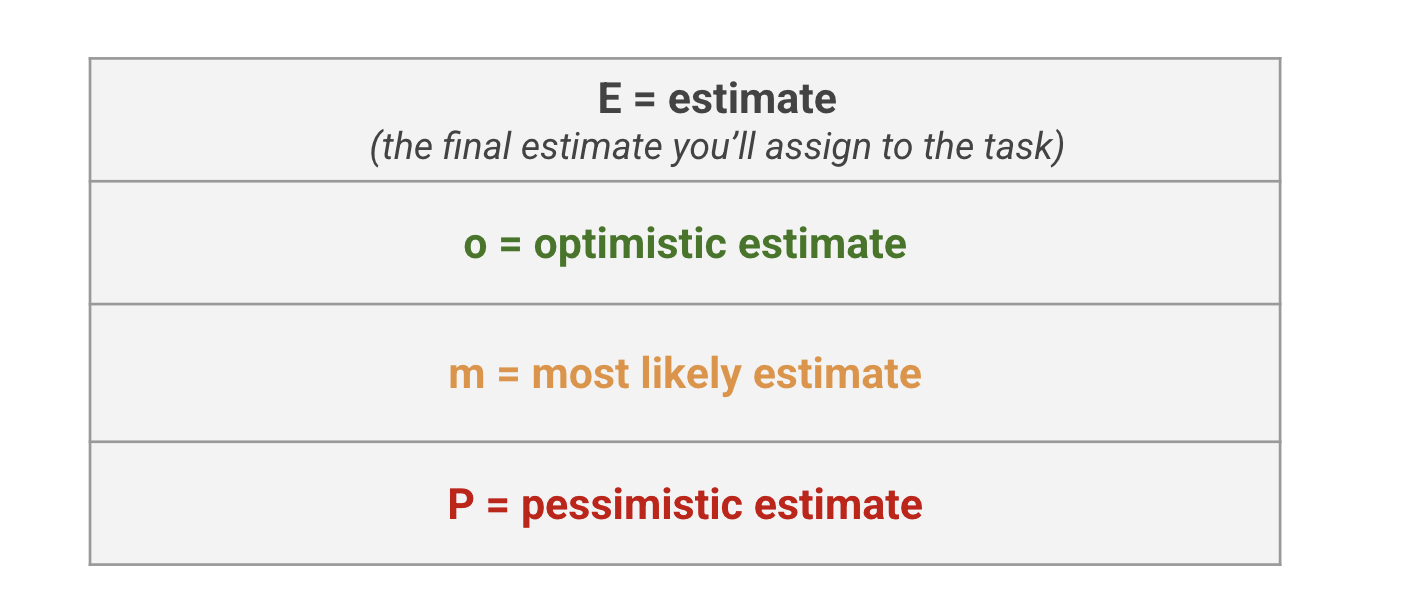 E = estimate
(the final estimate you’ll assign to the task)
o = optimistic estimate
m = most likely estimate
P = pessimistic estimate